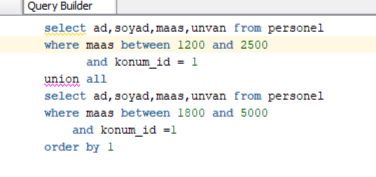 Query Builder
select ad,soyad,maas,unvan from personel
where maas between 1200 and 2500
and konum_id = 1
union all
select ad,soyad,maas,unvan from personel
where maas between 1800 and 5000
and konum_id =1
order by 1